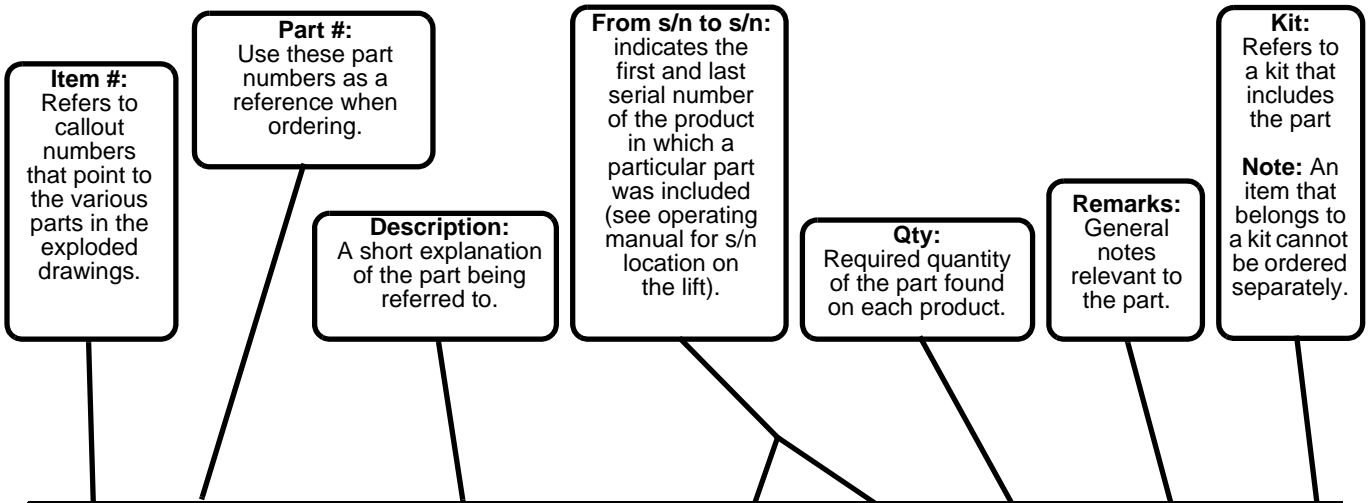 Item #:
Refers to
callout
numbers
that point to
the various
parts in the
exploded
drawings.
Part #:
Use these part
numbers as a
reference when
ordering.
Description:
A short explanation
of the part being
referred to.
From s/n to s/n:
indicates the
first and last
serial number
of the product
in which a
particular part
was included
(see operating
manual for s/n
location on
the lift).
Qty:
Required quantity
of the part found
on each product.
Remarks:
General
notes
relevant to
the part.
Kit:
Refers to
a kit that
includes
the part
Note: An
item that
belongs to
a kit cannot
be ordered
separately.